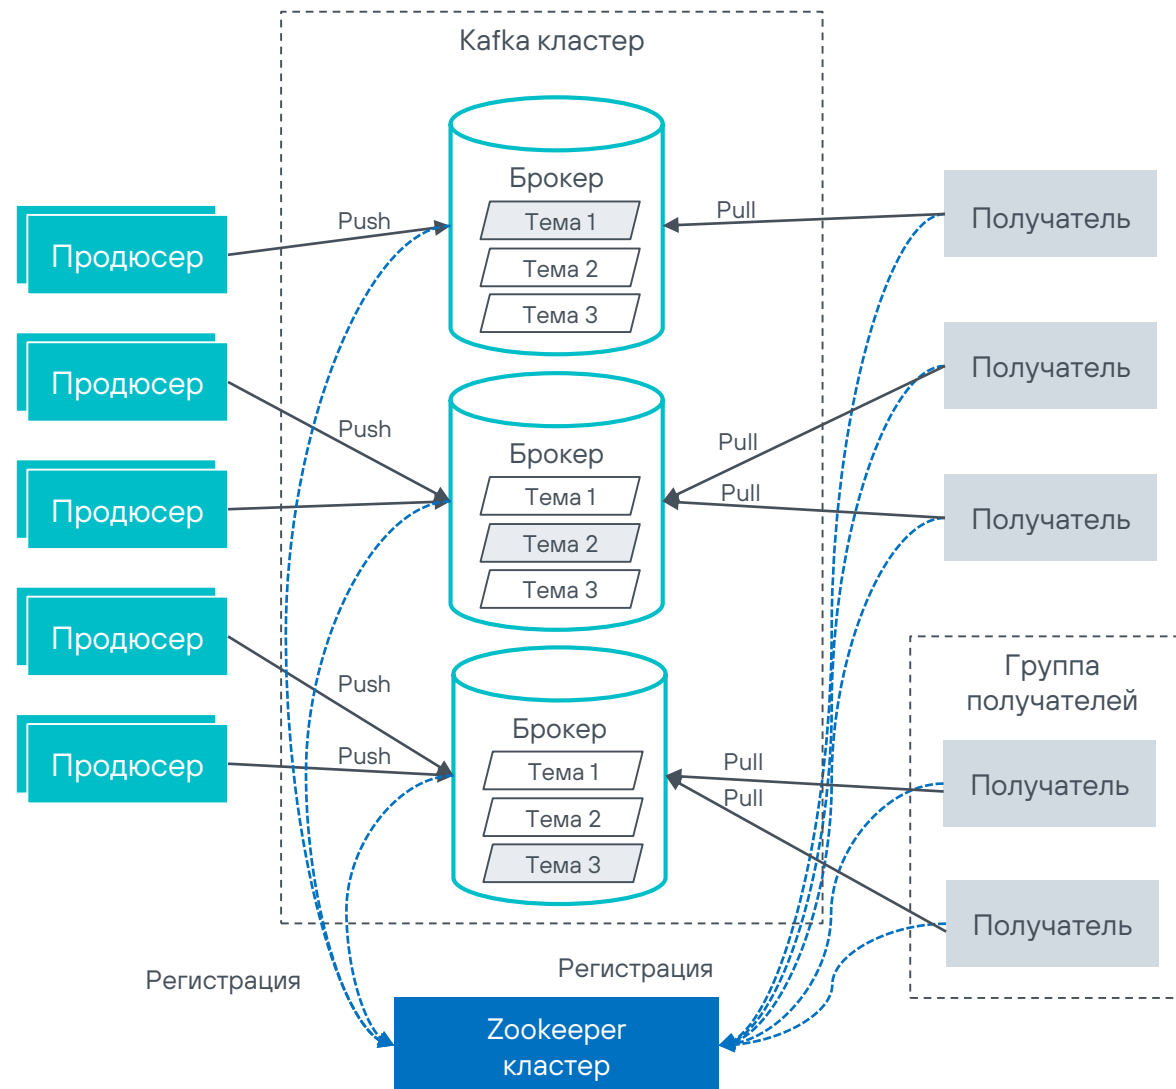 Kafka кластер
Продюсер
Продюсер
Продюсер
Продюсер
Продюсер
Push
Push
Push
Push
Брокер
Тема 1
Тема 2
Тема 3
Брокер
Тема 1
Тема 2
Тема 3
Брокер
Тема 1
Тема 2
Тема 3
Pull
Pull
Pull
Pull
Pull
Получатель
Получатель
Получатель
Группа
получателей
Получатель
Получатель
Регистрация
Регистрация
Zookeeper
кластер